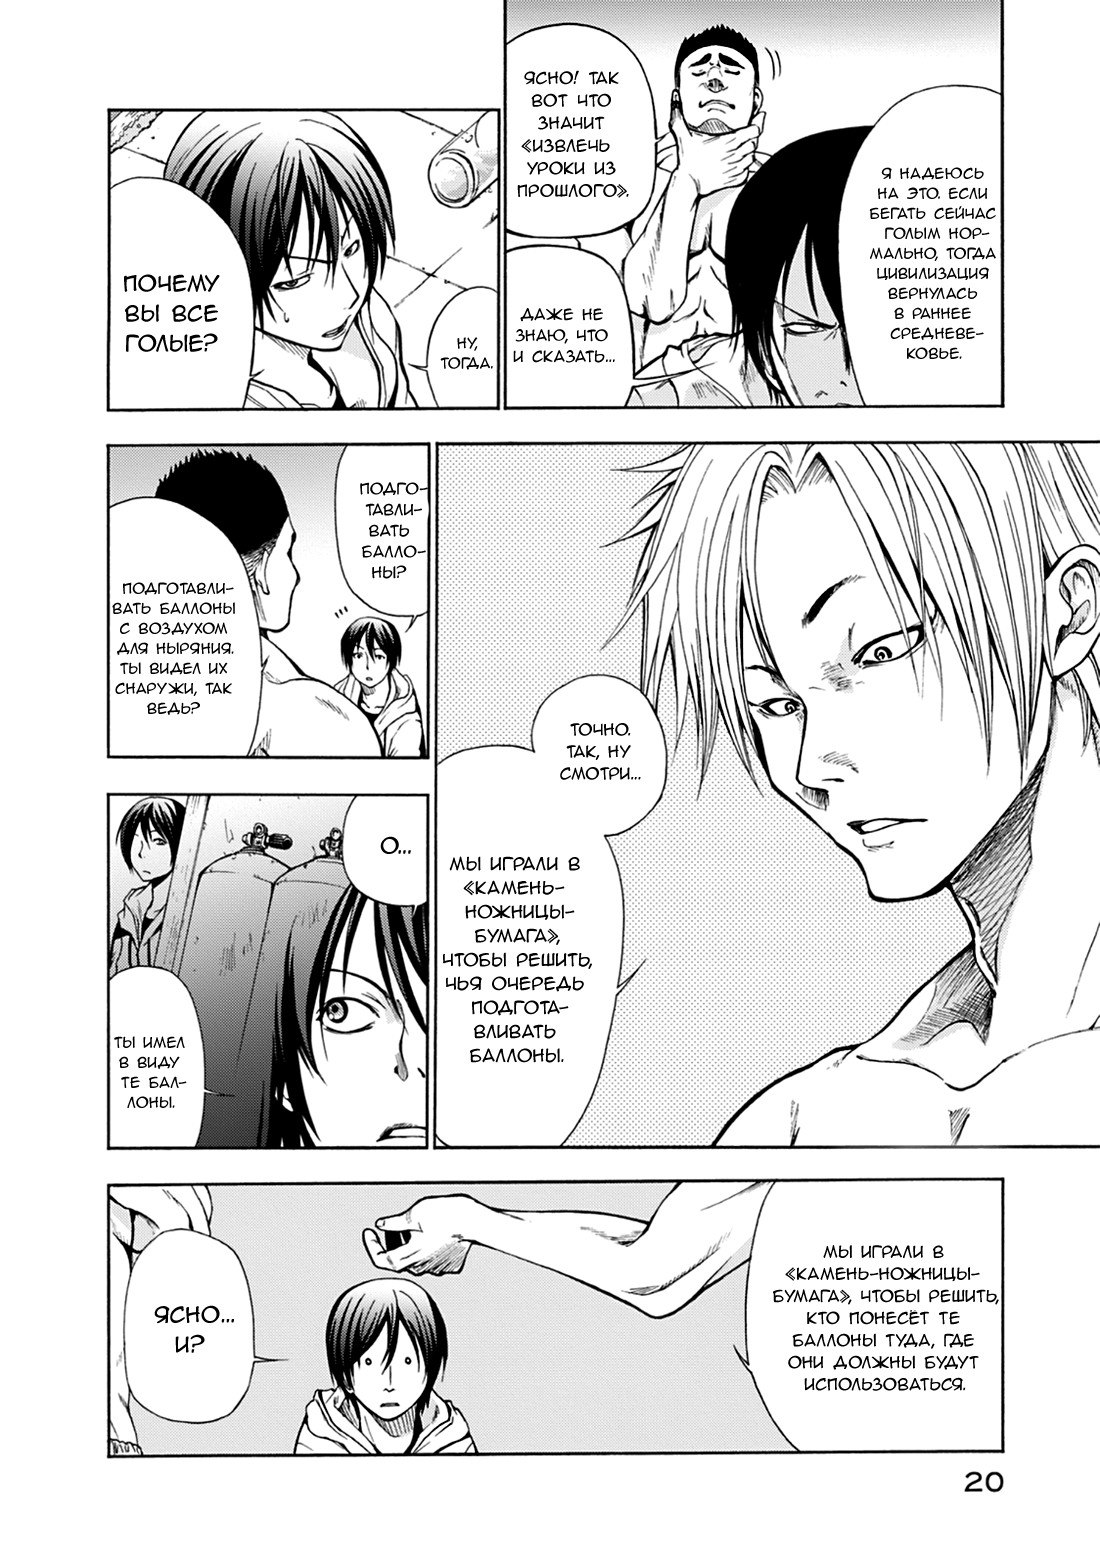 Я НАДЕЮСЬ
НА ЭТО. ЕСЛИ
БЕГАТЬ СЕЙЧАС
ГОЛЫМ НОР-
МАЛЬНО, ТОГДА
ЦИВИЛИЗАЦИЯ
ВЕРНУЛАСЬ
В РАННЕЕ
СРЕДНЕВЕ-
КОВЬЕ.
ЯСНО! ТАК
ВОТ ЧТО
ЗНАЧИТ
«ИЗВЛЕЧЬ
УРОКИ ИЗ
ПРОШЛОГО».
ДАЖЕ НЕ
ЗНАЮ, ЧТО
И СКАЗАТЬ...
НУ,
ТОГДА.
ПОЧЕМУ
ВЫ ВСЕ
ГОЛЫЕ?
ТОЧНО.
ТАК, НУ
СМОТРИ...
МЫ ИГРАЛИ В
«КАМЕНЬ-
НОЖНИЦЫ-
БУМАГА»,
ЧТОБЫ РЕШИТЬ,
ЧЬЯ ОЧЕРЕДЬ
ПОДГОТА-
ВЛИВАТЬ
БАЛЛОНЫ.
ПОДГО-
ТАВЛИ-
ВАТЬ
БАЛЛО-
НЫ?
ПОДГОТАВЛИ-
ВАТЬ БАЛЛОНЫ
С ВОЗДУХОМ
ДЛЯ НЫРЯНИЯ.
ТЫ ВИДЕЛ ИХ
СНАРУЖИ, ТАК
ВЕДЬ?
О...
ТЫ ИМЕЛ
В ВИДУ
ТЕ БАЛ-
ЛОНЫ.
МЫ ИГРАЛИ В
«КАМЕНЬ-НОЖНИЦЫ-
БУМАГА», ЧТОБЫ РЕШИТЬ,
КТО ПОНЕСЁТ ТЕ
БАЛЛОНЫ ТУДА, ГДЕ
ОНИ ДОЛЖНЫ БУДУТ
ИСПОЛЬЗОВАТЬСЯ.
ЯСНО...
И?
20